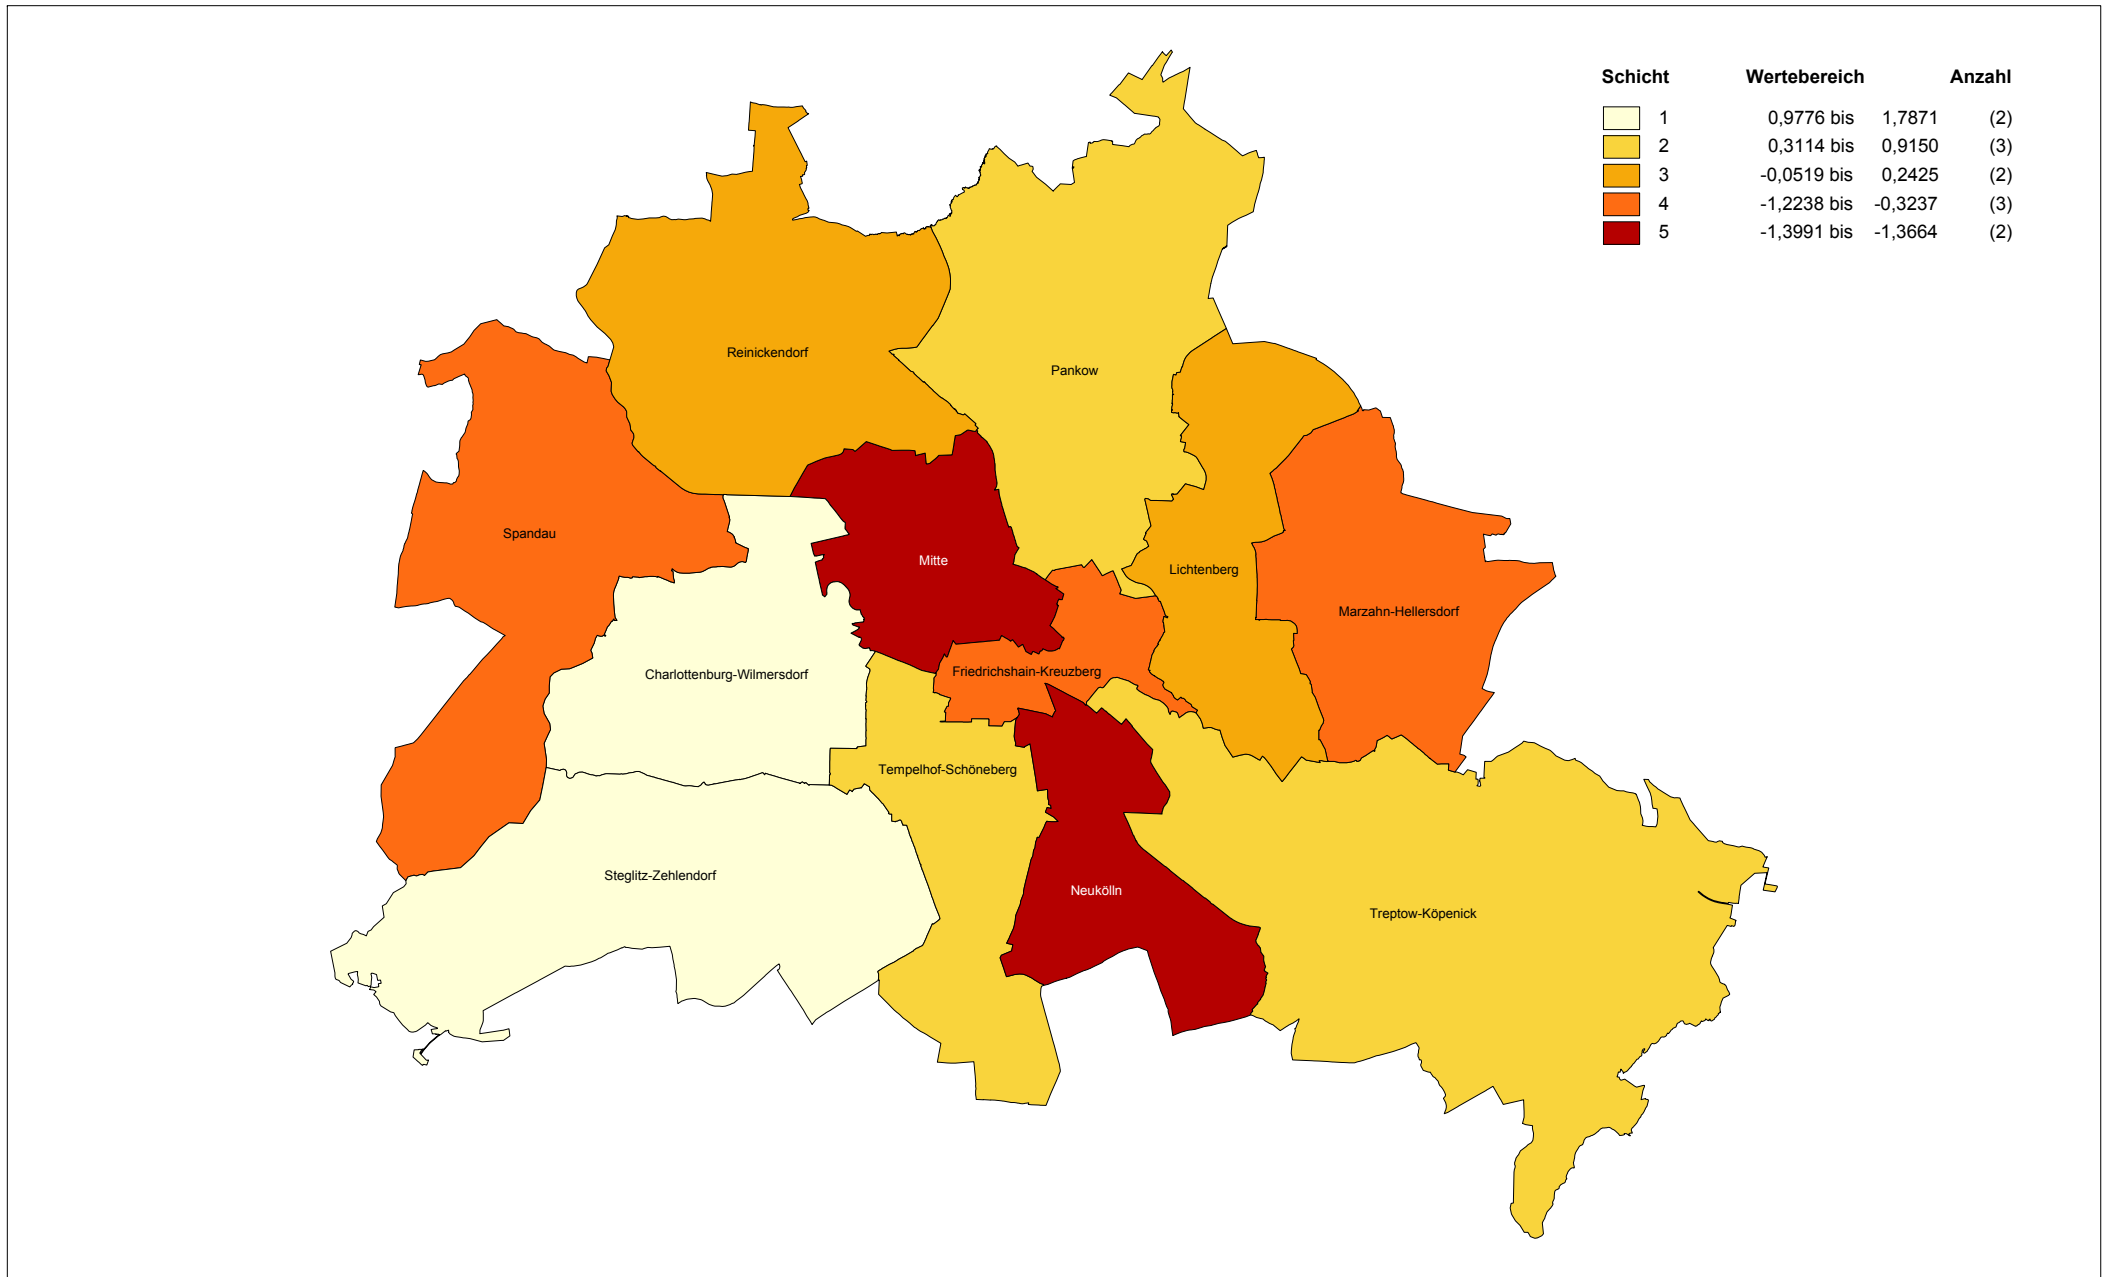 Schicht Wertebereich Anzahl
1 0,9776 bis 1,7871 (2)
2 0,3114 bis 0,9150 (3)
3 -0,0519 bis 0,2425 (2)
4 -1,2238 bis -0,3237 (3)
5 -1,3991 bis -1,3664 (2)
Reinickendorf
Pankow
Spandau
Mitte
Lichtenberg
Marzahn-Hellersdorf
Charlottenburg-Wilmersdorf
Friedrichshain-Kreuzberg
Tempelhof-Schöneberg
Steglitz-Zehlendorf
Neukölln
Treptow-Köpenick